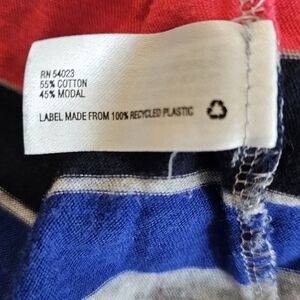 RN 54023
55% COTTON
45% MODAL
LABEL MADE FROM 100% RECYCLED PLASTIC